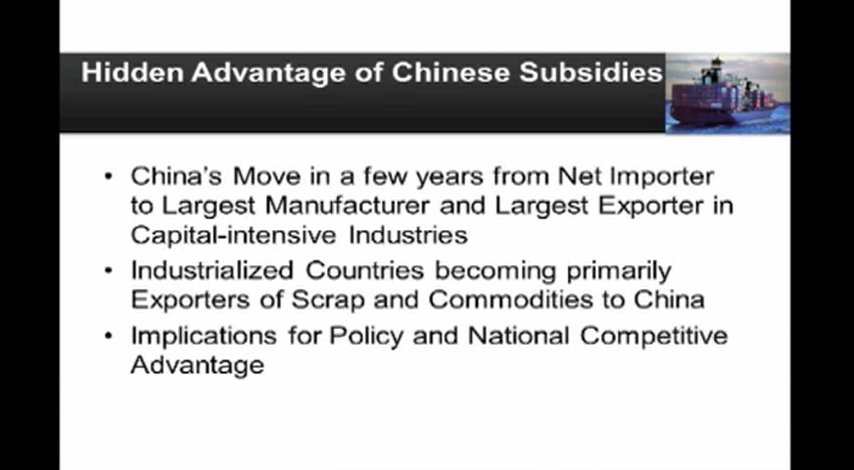 Hidden Advantage of Chinese Subsidies
• China's Move in a few years from Net Importer
to Largest Manufacturer and Largest Exporter in
Capital-intensive Industries
• Industrialized Countries becoming primarily
Exporters of Scrap and Commodities to China
• Implications for Policy and National Competitive
Advantage